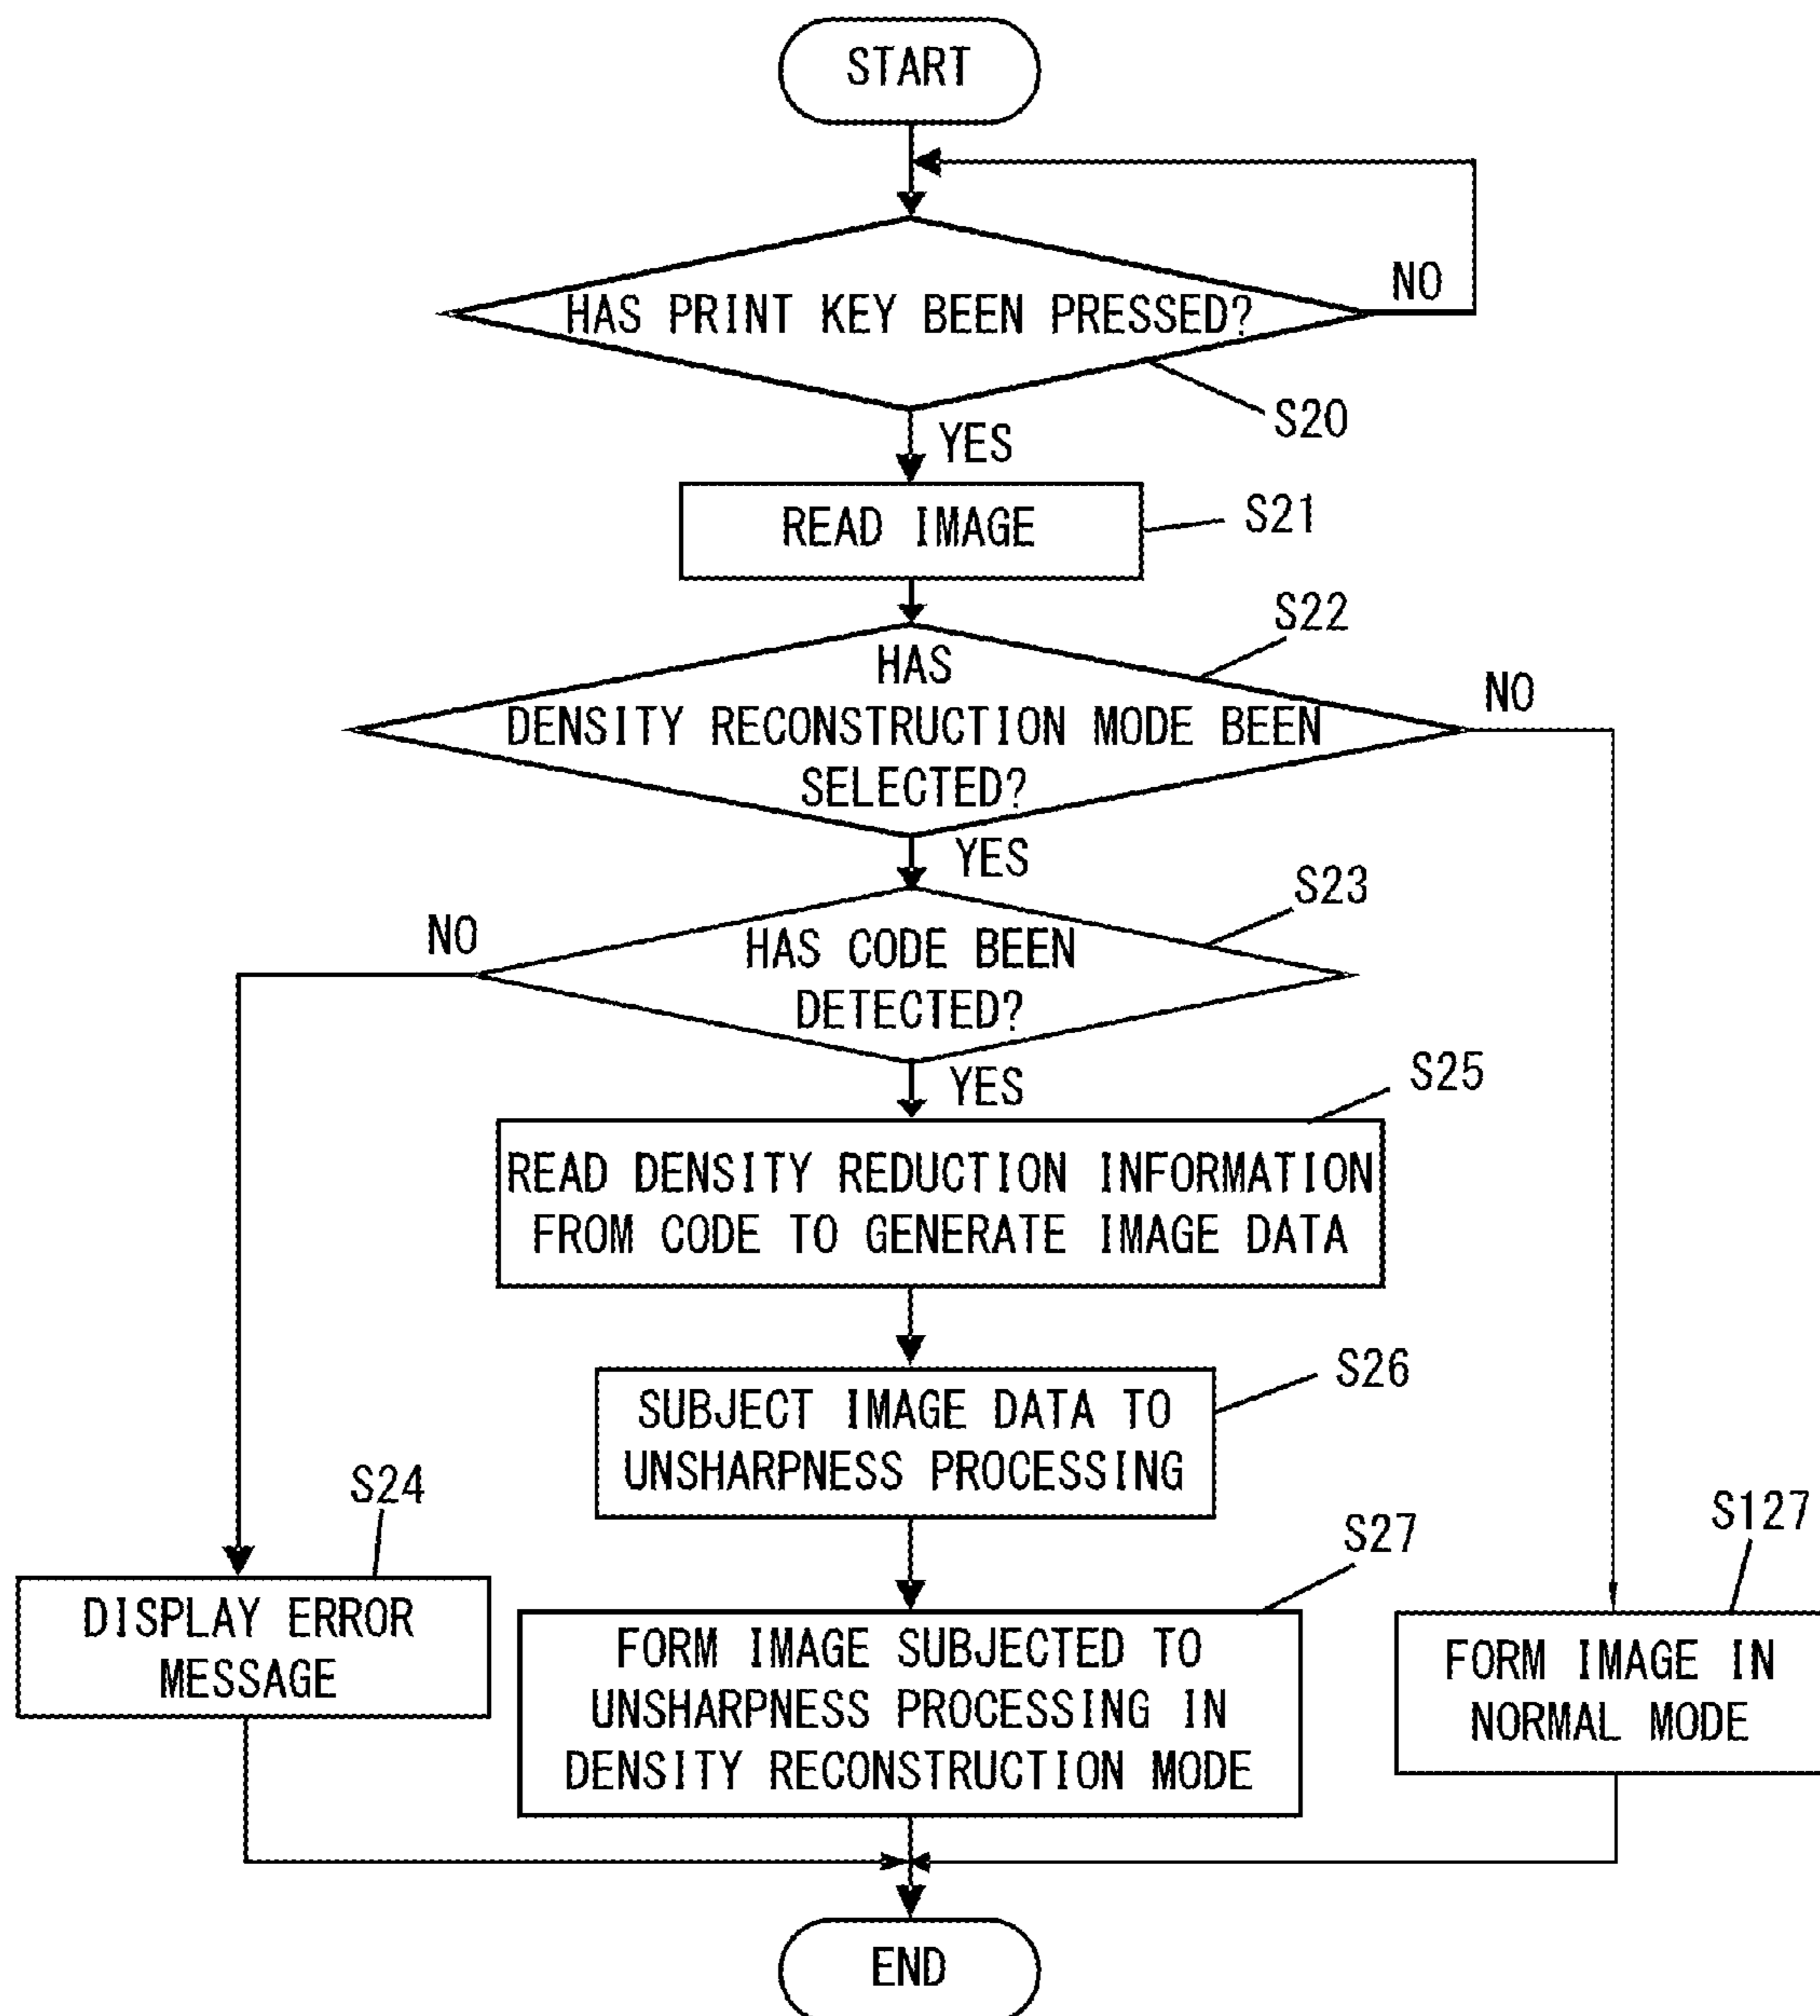 START
NO
HAS PRINT KEY BEEN PRESSED?
S20
YES
READ IMAGE
S21
S22
HAS
DENSITY RECONSTRUCTION MODE BEEN
SELECTED?
NO
YES
S23
NO
HAS CODE BEEN
DETECTED?
YES
S25
READ DENSITY REDUCTION INFORMATION
FROM CODE TO GENERATE IMAGE DATA
S26
SUBJECT IMAGE DATA TO
UNSHARPNESS PROCESSING
S24
DISPLAY ERROR
MESSAGE
S27
FORM IMAGE SUBJECTED TO
UNSHARPNESS PROCESSING IN
DENSITY RECONSTRUCTION MODE
S127
FORM IMAGE IN
NORMAL MODE
END